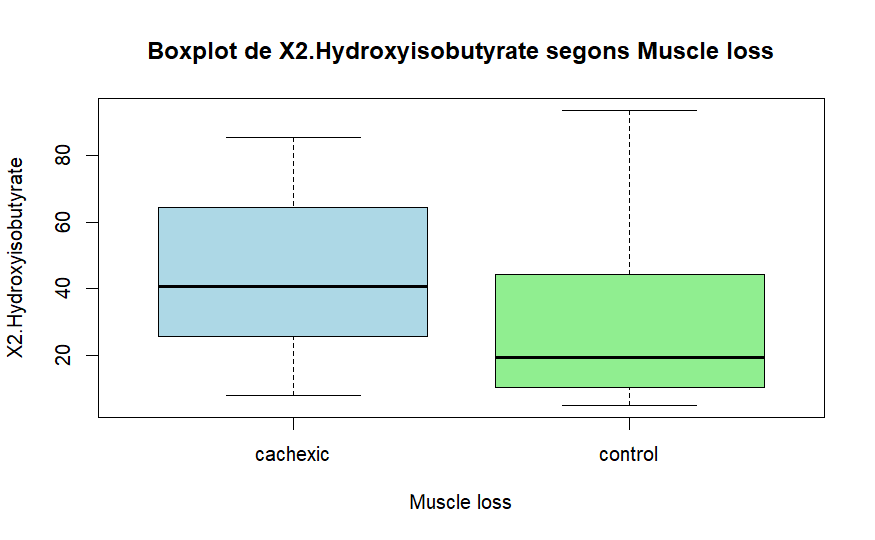 Boxplot de X2.Hydroxyisobutyrate segons Muscle loss
X2.Hydroxyisobutyrate
80
60
40
20
cachexic
control
Muscle loss